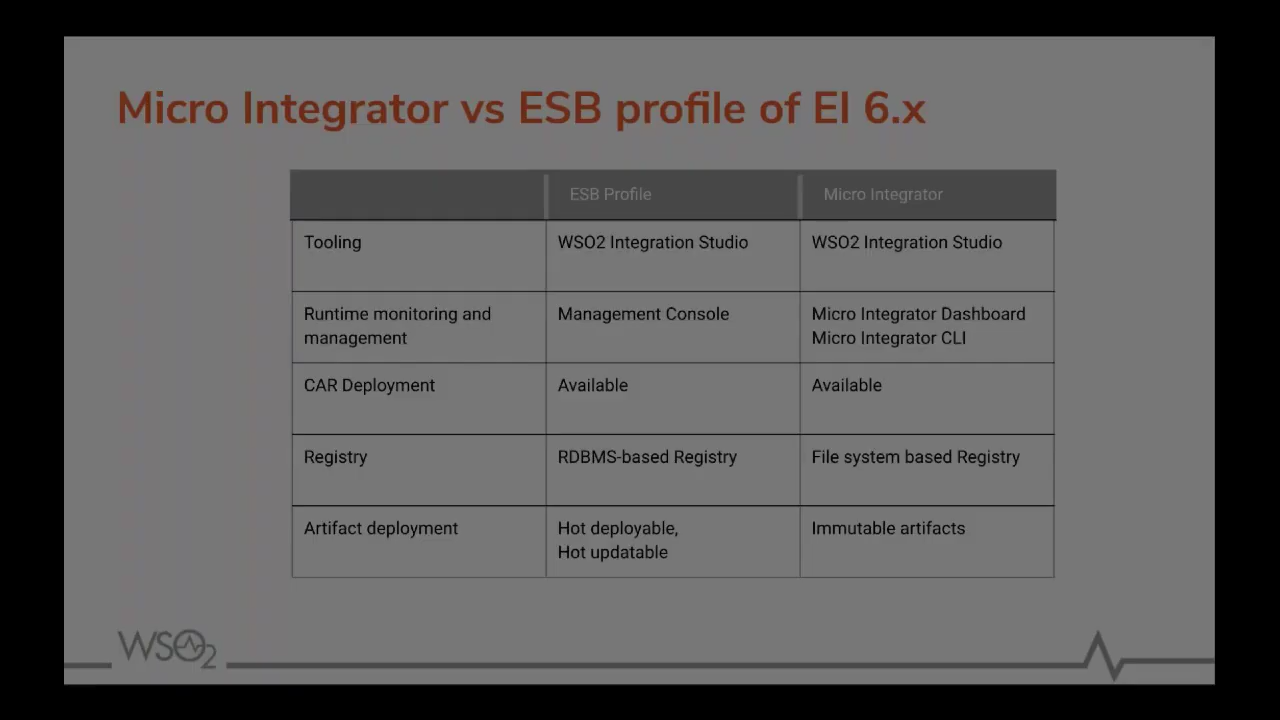 Micro Integrator vs ESB profile of EI 6.x
ESB Profile Micro Integrator
Tooling WSO2 Integration Studio WSO2 Integration Studio
Runtime monitoring and Management Console Micro Integrator Dashboard
management Micro Integrator CLI
CAR Deployment Available Available
Registry RDBMS-based Registry File system based Registry
Artifact deployment Hot deployable, Immutable artifacts
Hot updatable
WSO2